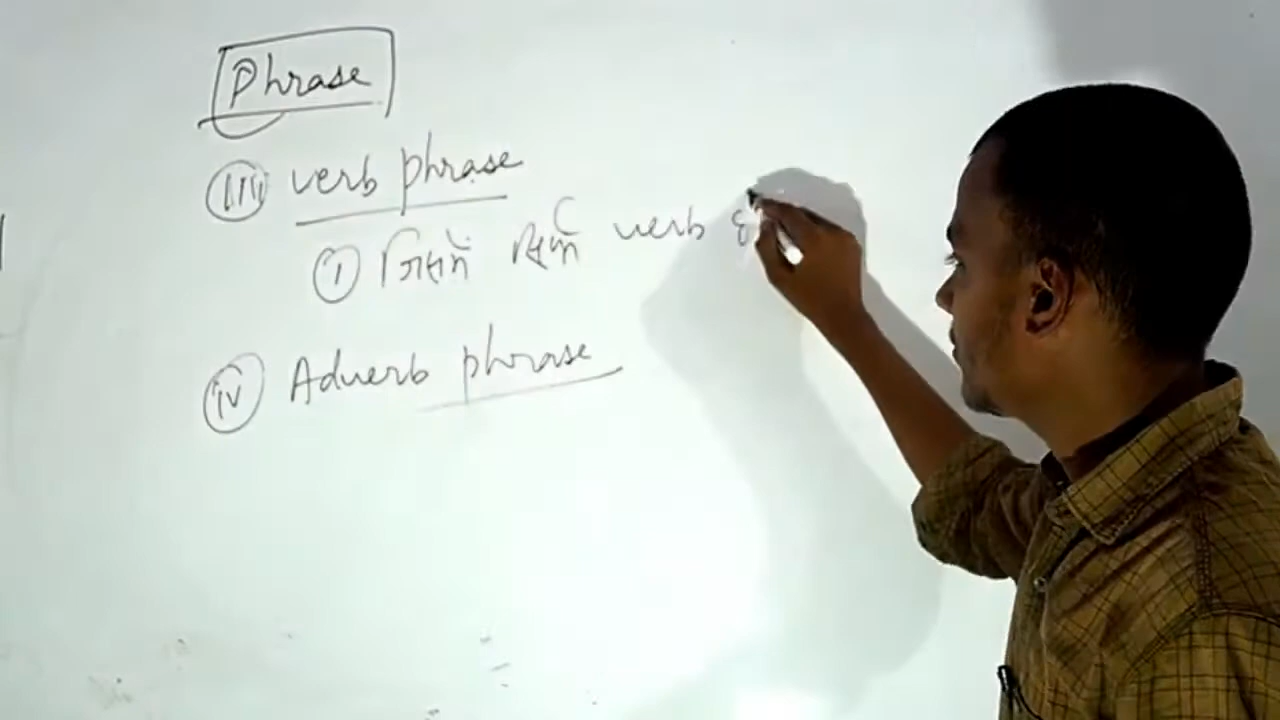 Phrase
(iii) verb phrase
(i) verb
(iv) Adverb phrase